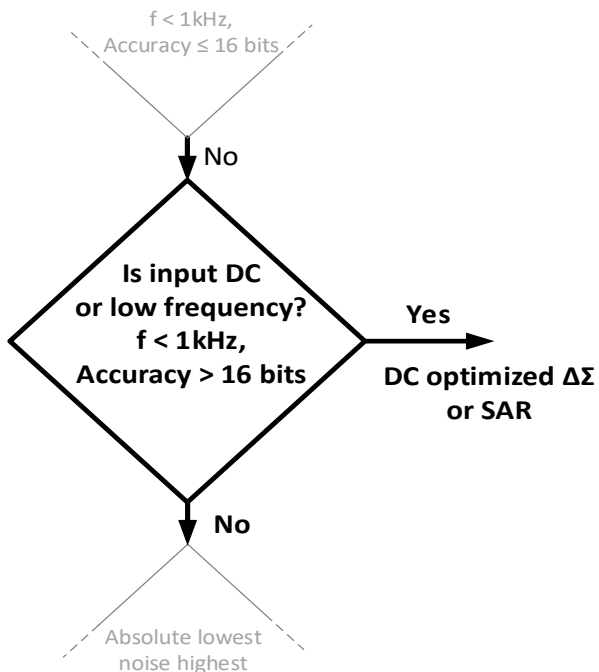 f < 1kHz,
Accuracy ≤ 16 bits
No
Is input DC
or low frequency?
f < 1kHz,
Accuracy > 16 bits
Yes
DC optimized ΔΣ
or SAR
No
Absolute lowest
noise highest